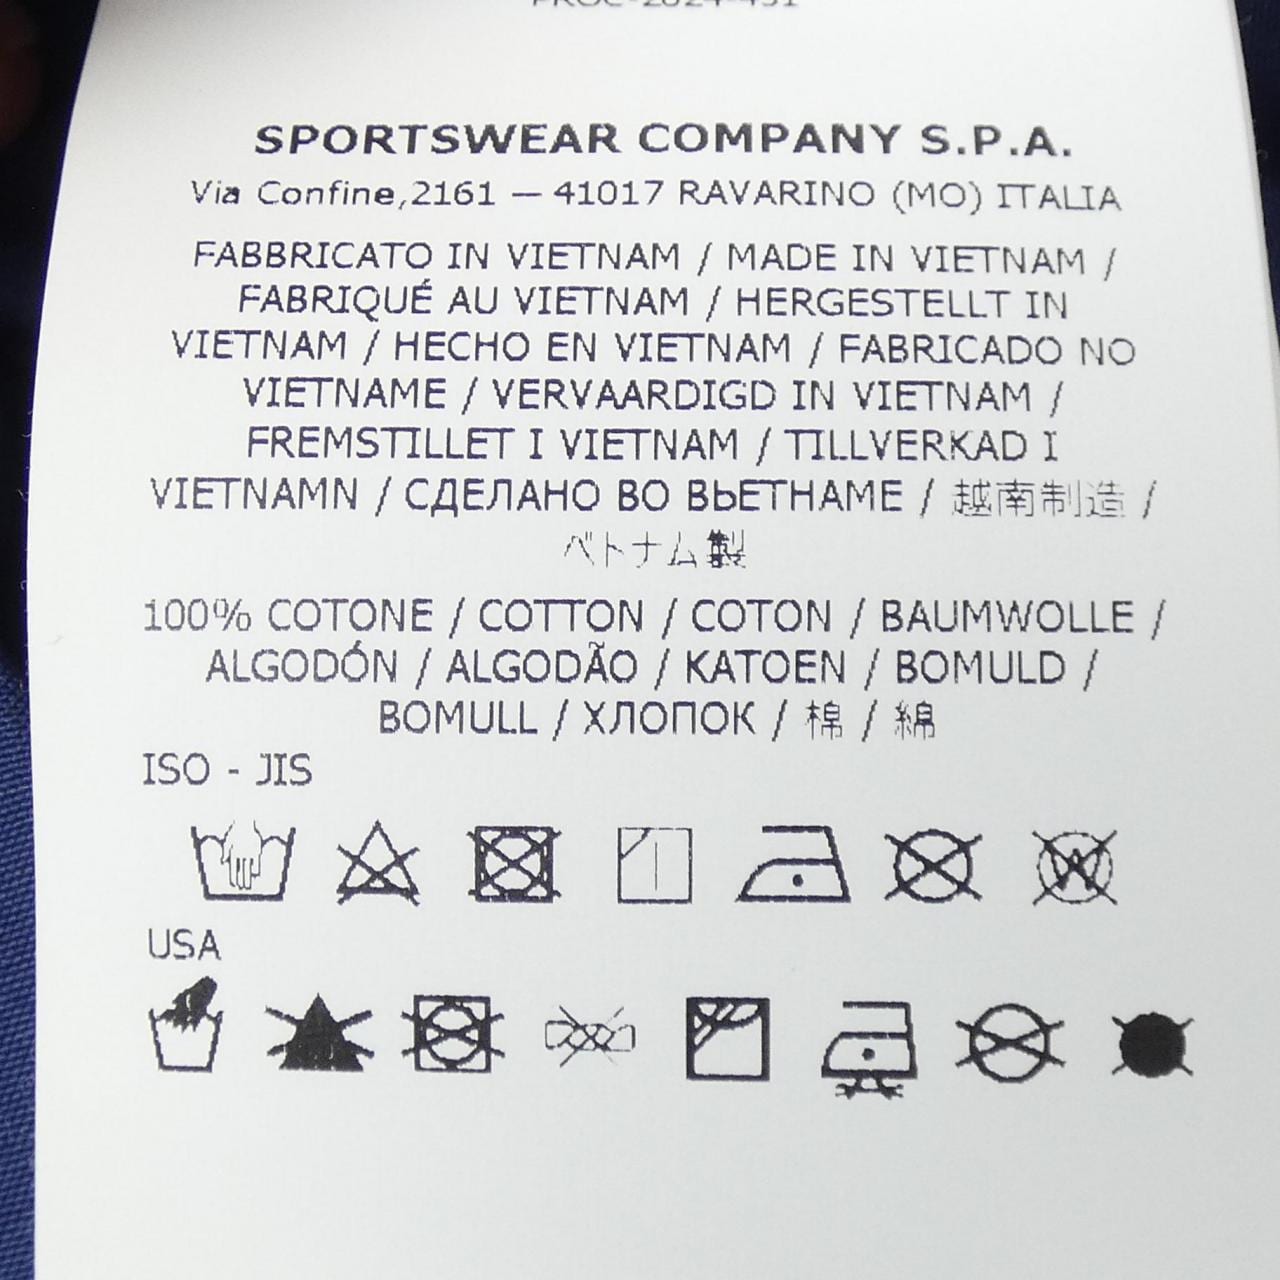 SPORTSWEAR COMPANY S.P.A.
Via Confine,2161 — 41017 RAVARINO (MO) ITALIA
FABBRICATO IN VIETNAM / MADE IN VIETNAM /
FABRIQUÉ AU VIETNAM / HERGESTELLT IN
VIETNAM / HECHO EN VIETNAM / FABRICADO NO
VIETNAME / VERVAARDIGD IN VIETNAM /
FREMSTILLET I VIETNAM / TILLVERKAD I
VIETNAMN / СДЕЛАНО ВО ВЬЕТНАМЕ / 越南制造 /
ベトナム製
100% COTONE / COTTON / COTON / BAUMWOLLE /
ALGODÓN / ALGODÃO / KATOEN / BOMULD /
BOMULL / ХЛОПОК / 棉 / 綿
ISO - JIS
W
USA